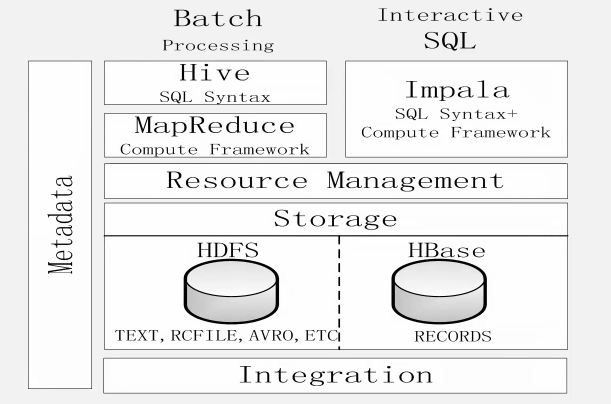 Batch
Processing
Interactive
SQL
Metadata
Hive
SQL Syntax
MapReduce
Compute Framework
Impala
SQL Syntax+
Compute Framework
Resource Management
Storage
HDFS
TEXT, RCFILE, AVRO, ETC
HBase
RECORDS
Integration